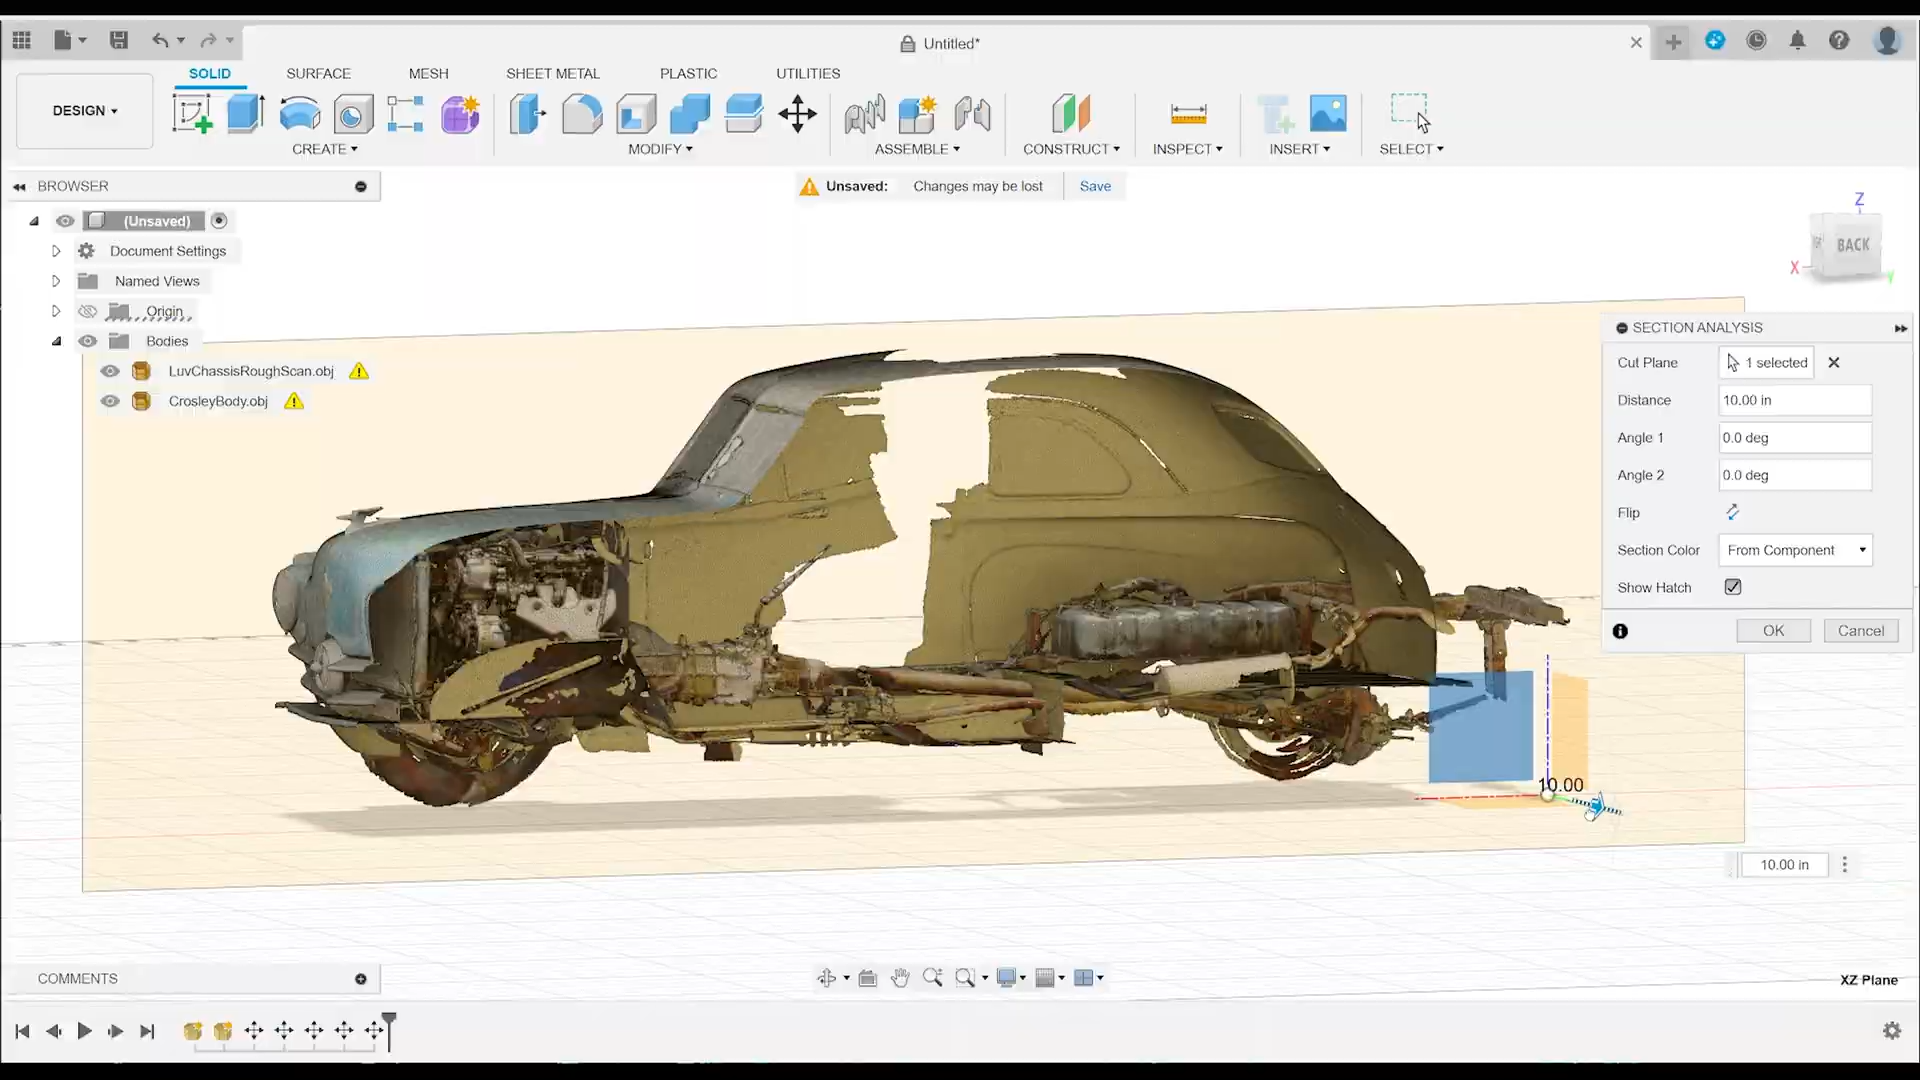 Untitled*
DESIGN
SOLID
SURFACE
MESH
SHEET METAL
PLASTIC
UTILITIES
CREATE
MODIFY
ASSEMBLE
CONSTRUCT
INSPECT
INSERT
SELECT
BROWSER
Unsaved: Changes may be lost Save
(Unsaved)
Document Settings
Named Views
Origin
Bodies
LuvChassisRoughScan.obj
CrosleyBody.obj
Z
BACK
X
Y
SECTION ANALYSIS
Cut Plane 1 selected
Distance 10.00 in
Angle 1 0.0 deg
Angle 2 0.0 deg
Flip
Section Color From Component
Show Hatch
OK Cancel
10.00
10.00 in
COMMENTS
XZ Plane